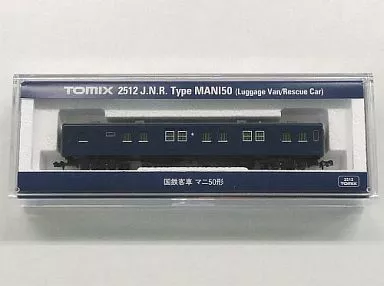 TOMIX 2512 J.N.R. Type MANI50 (Luggage Van/Rescue Car)
国鉄客車 マニ50形
2512
TOMIX